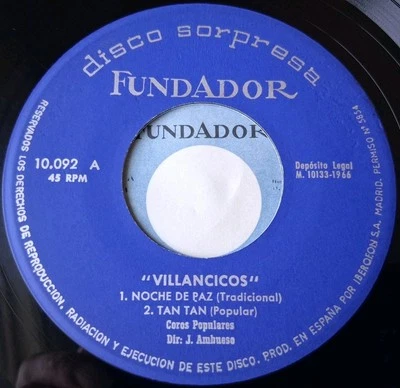 disco sorpresa
FUNDADOR
FUNDADOR
10.092 A
45 RPM
Depósito Legal
M. 10133-1966
"VILLANCICOS"
1. NOCHE DE PAZ (Tradicional)
2. TAN TAN (Popular)
Coros Populares
Dir: J. Ambueso
RESERVADOS LOS DERECHOS DE REPRODUCCION, RADIACION Y EJECUCION DE ESTE DISCO. PROD. EN ESPAÑA POR IBEROFON S.A. MADRID. PERMISO Nº 5854